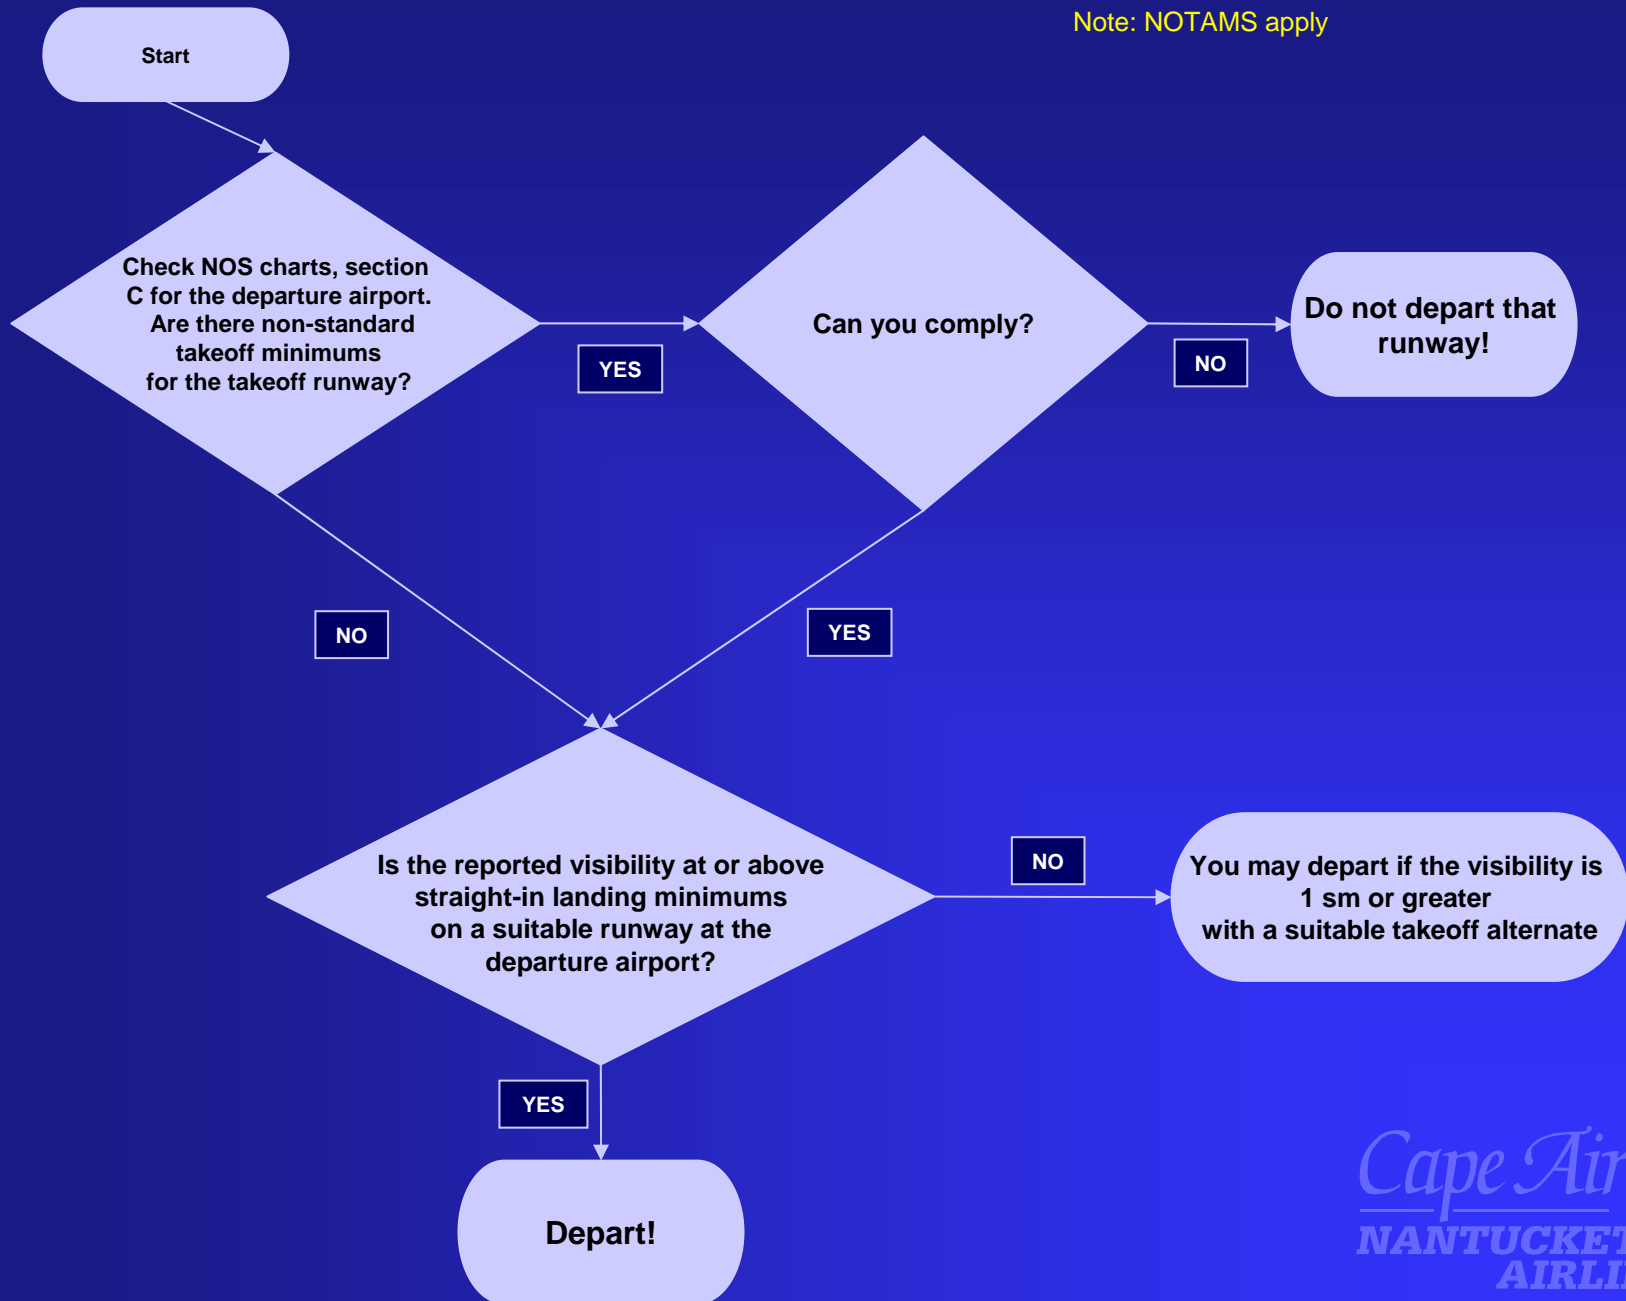 Note: NOTAMS apply
Start
Check NOS charts, section
C for the departure airport.
Are there non-standard
takeoff minimums
for the takeoff runway?
YES
Can you comply?
NO
Do not depart that
runway!
NO
YES
Is the reported visibility at or above
straight-in landing minimums
on a suitable runway at the
departure airport?
NO
You may depart if the visibility is
1 sm or greater
with a suitable takeoff alternate
YES
Depart!
Cape Air
NANTUCKET